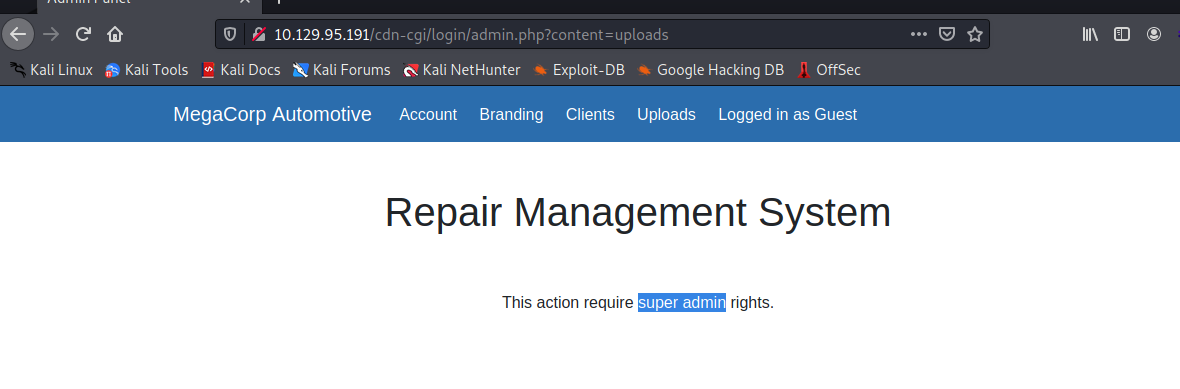 Admin Panel
10.129.95.191/cdn-cgi/login/admin.php?content=uploads
Kali Linux Kali Tools Kali Docs Kali Forums Kali NetHunter Exploit-DB Google Hacking DB OffSec
MegaCorp Automotive Account Branding Clients Uploads Logged in as Guest
Repair Management System
This action require super admin rights.